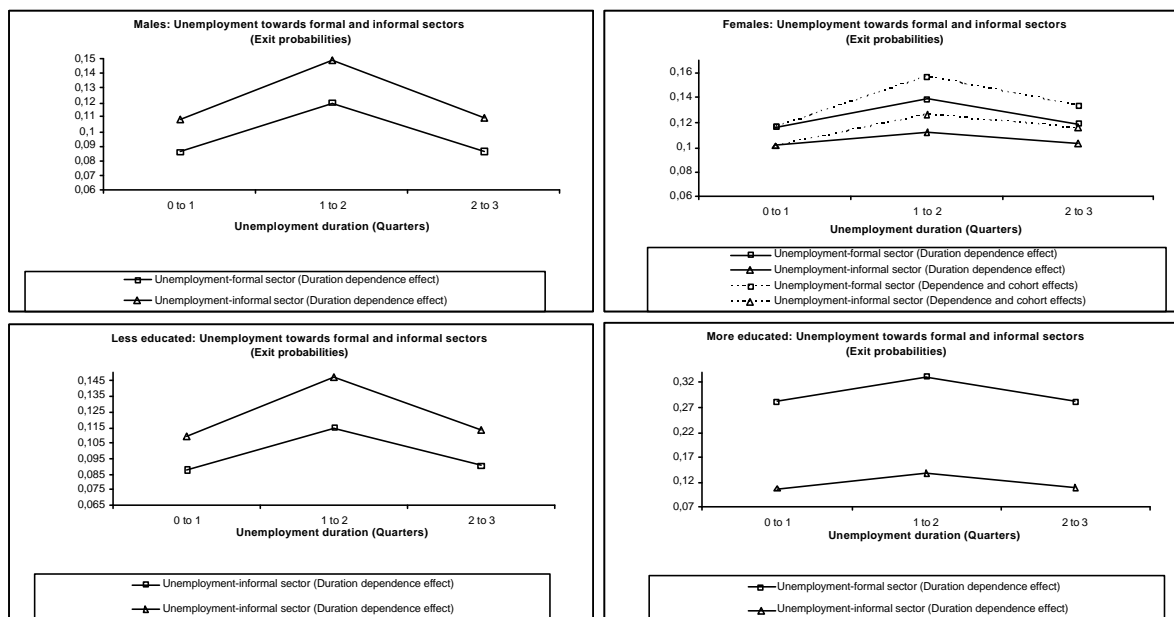 Males: Unemployment towards formal and informal sectors
(Exit probabilities)
0,15
0,14
0,13
0,12
0,11
0,1
0,09
0,08
0,07
0,06
0 to 1
1 to 2
2 to 3
Unemployment duration (Quarters)
Unemployment-formal sector (Duration dependence effect)
Unemployment-informal sector (Duration dependence effect)
Females: Unemployment towards formal and informal sectors
(Exit probabilities)
0,16
0,14
0,12
0,1
0,08
0,06
0 to 1
1 to 2
2 to 3
Unemployment duration (Quarters)
Unemployment-formal sector (Duration dependence effect)
Unemployment-informal sector (Duration dependence effect)
Unemployment-formal sector (Dependence and cohort effects)
Unemployment-informal sector (Dependence and cohort effects)
Less educated: Unemployment towards formal and informal sectors
(Exit probabilities)
0,145
0,135
0,125
0,115
0,105
0,095
0,085
0,075
0,065
0 to 1
1 to 2
2 to 3
Unemployment duration (Quarters)
Unemployment-informal sector (Duration dependence effect)
Unemployment-informal sector (Duration dependence effect)
More educated: Unemployment towards formal and informal sectors
(Exit probabilities)
0,32
0,27
0,22
0,17
0,12
0,07
0 to 1
1 to 2
2 to 3
Unemployment duration (Quarters)
Unemployment-formal sector (Duration dependence effect)
Unemployment-informal sector (Duration dependence effect)